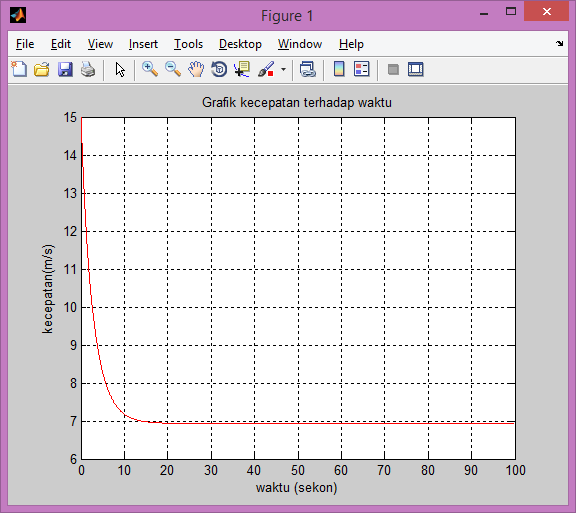 Figure 1
File Edit View Insert Tools Desktop Window Help
Grafik kecepatan terhadap waktu
15
14
13
12
11
10
9
8
7
6
kecepatan(m/s)
0 10 20 30 40 50 60 70 80 90 100
waktu (sekon)